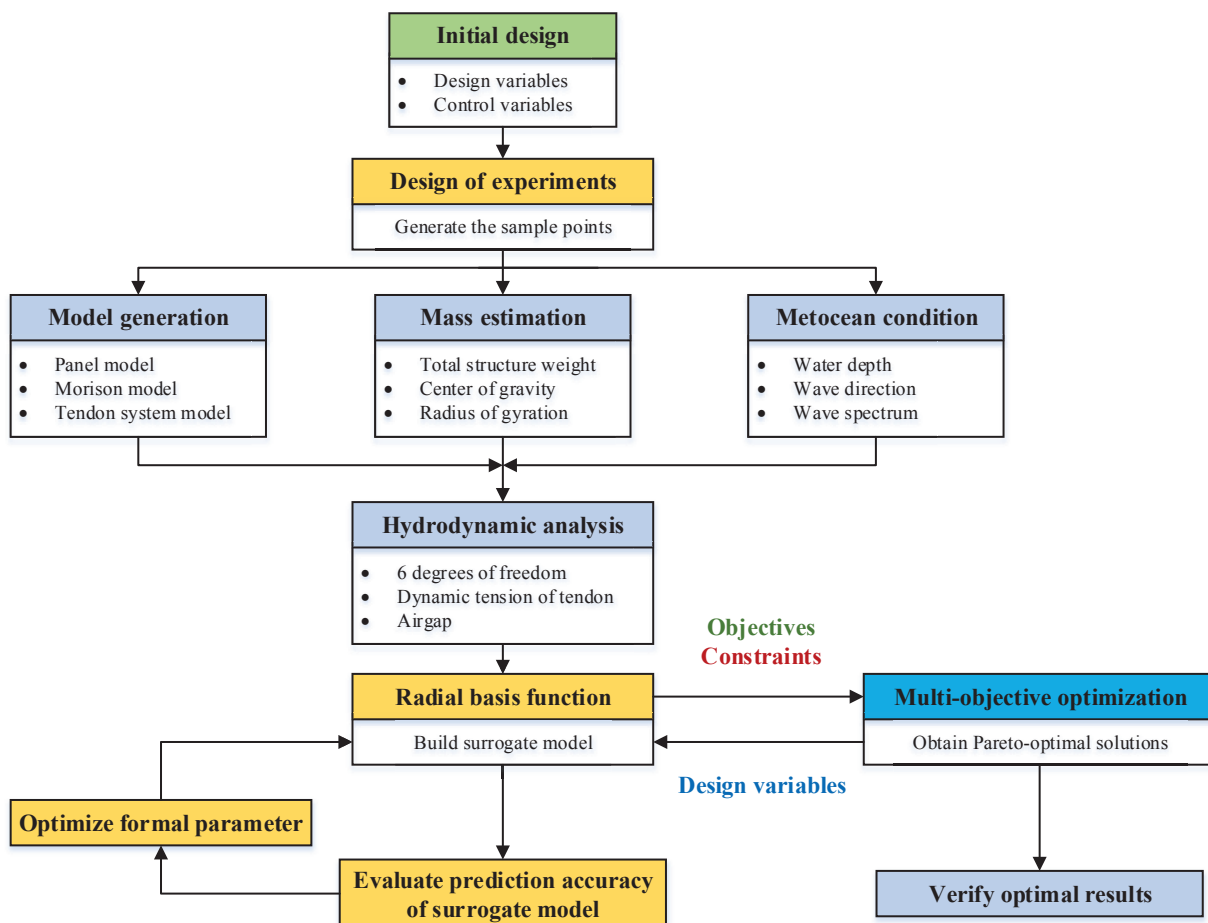 Initial design
• Design variables
• Control variables
Design of experiments
Generate the sample points
Model generation
• Panel model
• Morison model
• Tendon system model
Mass estimation
• Total structure weight
• Center of gravity
• Radius of gyration
Metocean condition
• Water depth
• Wave direction
• Wave spectrum
Hydrodynamic analysis
• 6 degrees of freedom
• Dynamic tension of tendon
• Airgap
Objectives
Constraints
Radial basis function
Build surrogate model
Multi-objective optimization
Obtain Pareto-optimal solutions
Design variables
Optimize formal parameter
Evaluate prediction accuracy
of surrogate model
Verify optimal results